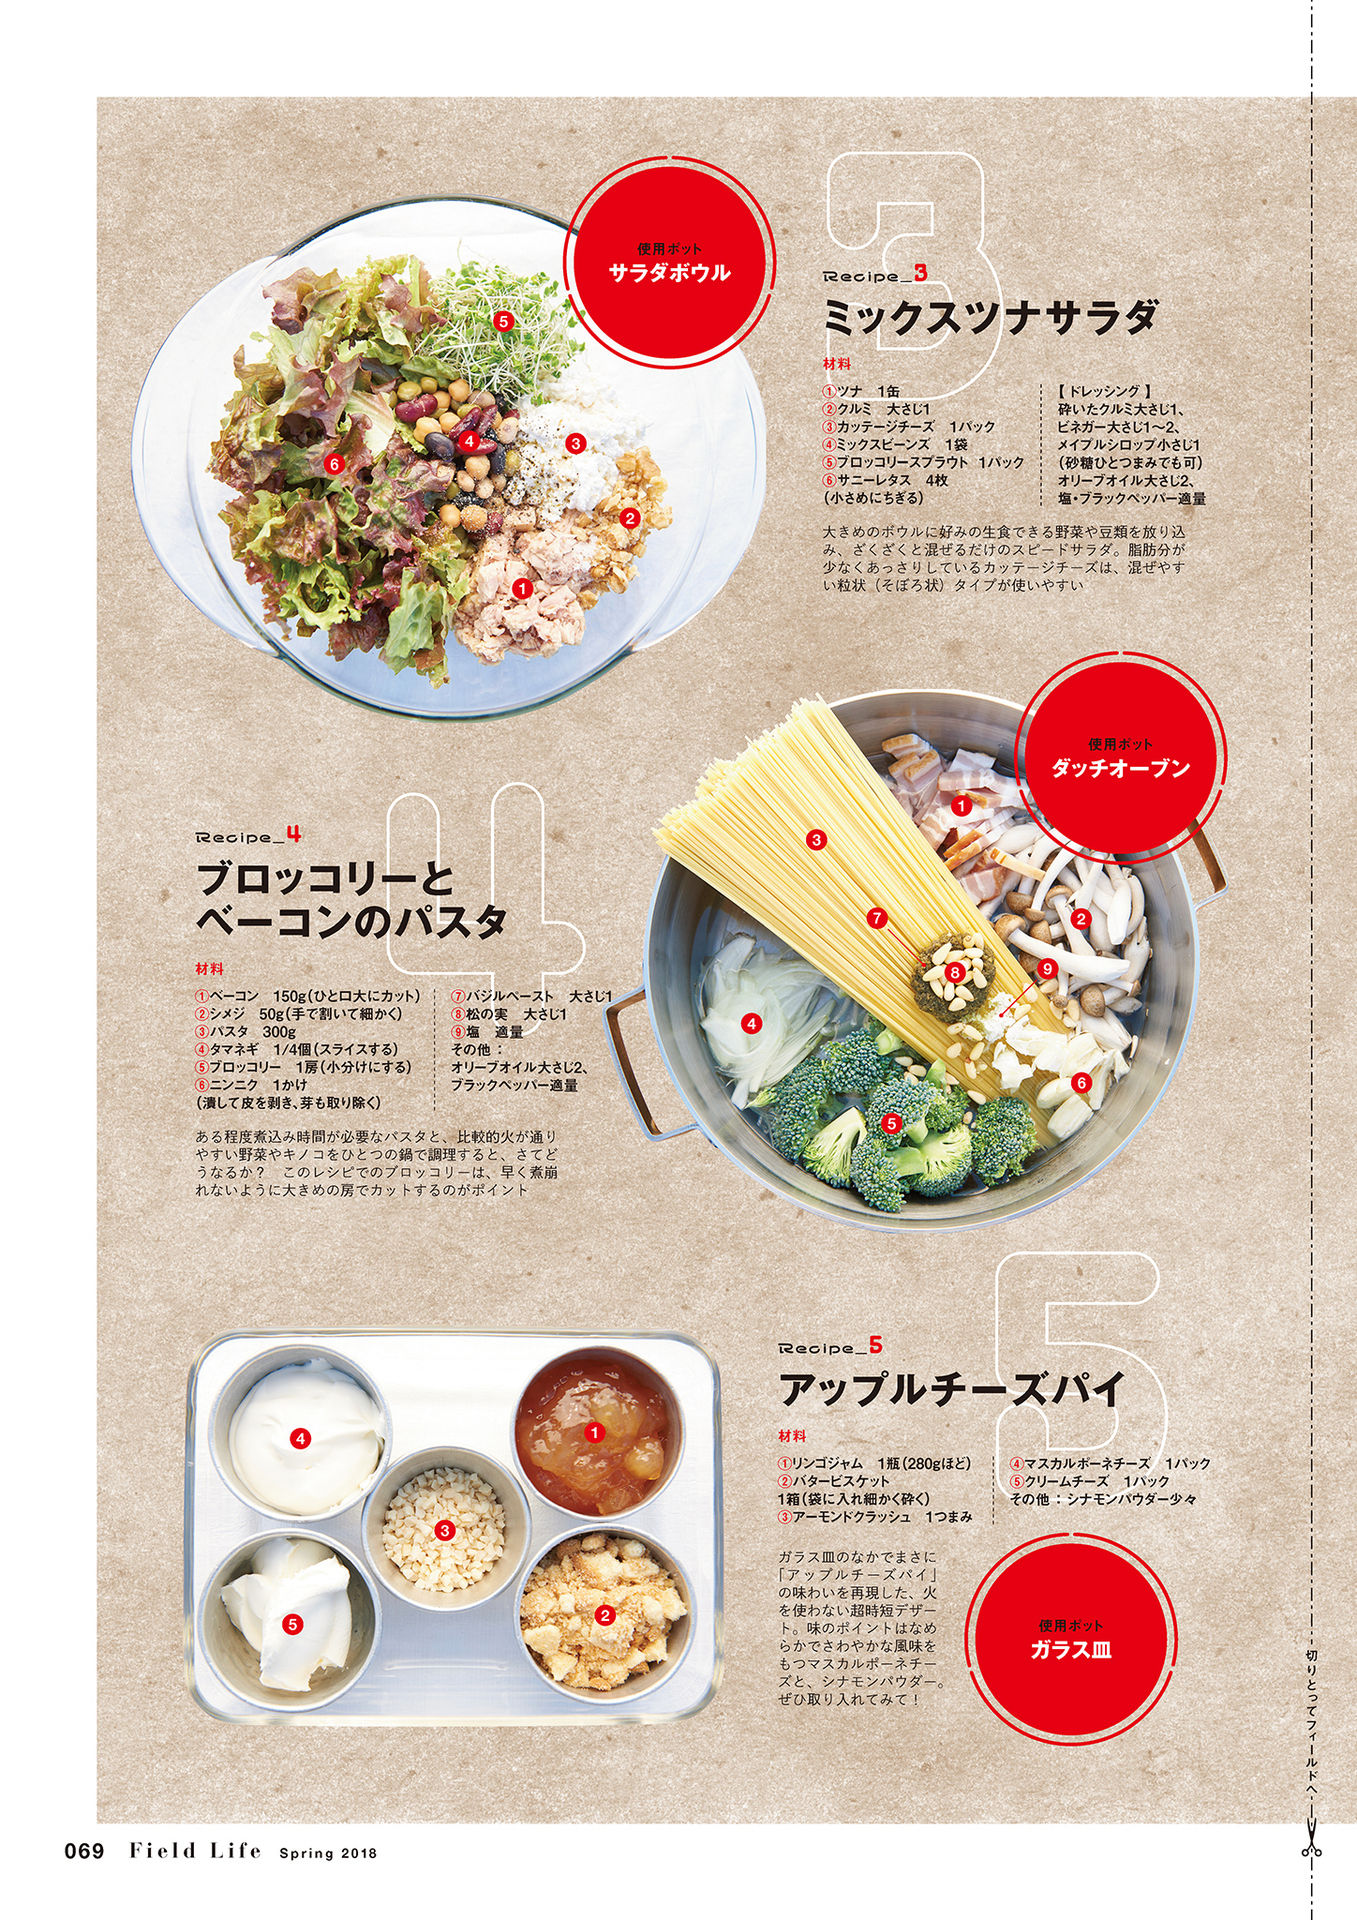 使用ポット
サラダボウル
Recipe_3
ミックスツナサラダ
材料
①ツナ 1缶
②クルミ 大さじ1
③カッテージチーズ 1パック
④ミックスビーンズ 1袋
⑤ブロッコリースプラウト 1パック
⑥サニーレタス 4枚
(小さめにちぎる)
【ドレッシング】
砕いたクルミ大さじ1、
ビネガー大さじ1〜2、
メイプルシロップ小さじ1
(砂糖ひとつまみでも可)
オリーブオイル大さじ2、
塩・ブラックペッパー適量
大きめのボウルに好みの生食できる野菜や豆類を放り込
み、ざくざくと混ぜるだけのスピードサラダ。脂肪分が
少なくあっさりしているカッテージチーズは、混ぜやす
い粒状(そぼろ状)タイプが使いやすい
3
5
4
3
6
2
1
使用ポット
ダッチオーブン
Recipe_4
ブロッコリーと
ベーコンのパスタ
材料
①ベーコン 150g(ひと口大にカット)
②シメジ 50g(手で割いて細かく)
③パスタ 300g
④タマネギ 1/4個(スライスする)
⑤ブロッコリー 1房(小分けにする)
⑥ニンニク 1かけ
(潰して皮を剥き、芽も取り除く)
⑦バジルペースト 大さじ1
⑧松の実 大さじ1
⑨塩 適量
その他：
オリーブオイル大さじ2、
ブラックペッパー適量
ある程度煮込み時間が必要なパスタと、比較的火が通り
やすい野菜やキノコをひとつの鍋で調理すると、さてど
うなるか？ このレシピでのブロッコリーは、早く煮崩
れないように大きめの房でカットするのがポイント
4
1
3
2
7
8
9
4
6
5
Recipe_5
アップルチーズパイ
材料
①リンゴジャム 1瓶(280gほど)
②バタービスケット
1箱(袋に入れ細かく砕く)
③アーモンドクラッシュ 1つまみ
④マスカルポーネチーズ 1パック
⑤クリームチーズ 1パック
その他：シナモンパウダー少々
ガラス皿のなかでまさに
「アップルチーズパイ」
の味わいを再現した、火
を使わない超時短デザー
ト。味のポイントはなめ
らかでさわやかな風味を
もつマスカルポーネチー
ズと、シナモンパウダー。
ぜひ取り入れてみて！
使用ポット
ガラス皿
5
4
1
3
2
5
切りとってフィールドへ
069 Field Life Spring 2018